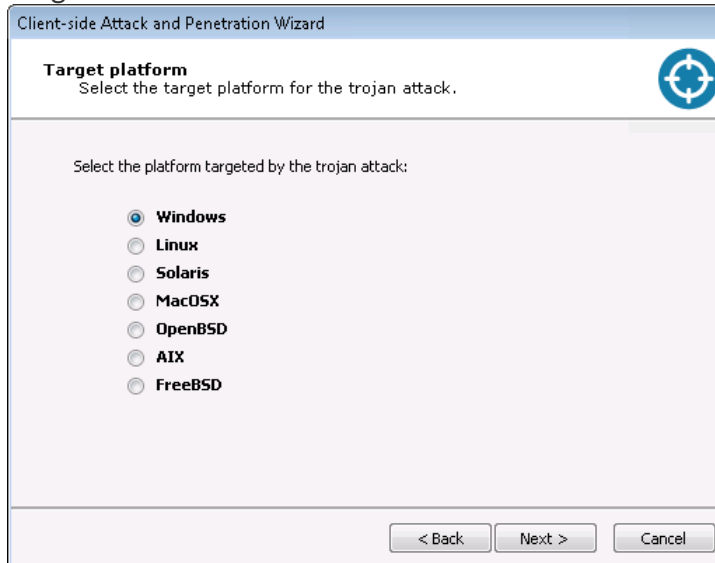 Client-side Attack and Penetration Wizard
Target platform
Select the target platform for the trojan attack.
Select the platform targeted by the trojan attack:
Windows
Linux
Solaris
MacOSX
OpenBSD
AIX
FreeBSD
< Back Next > Cancel